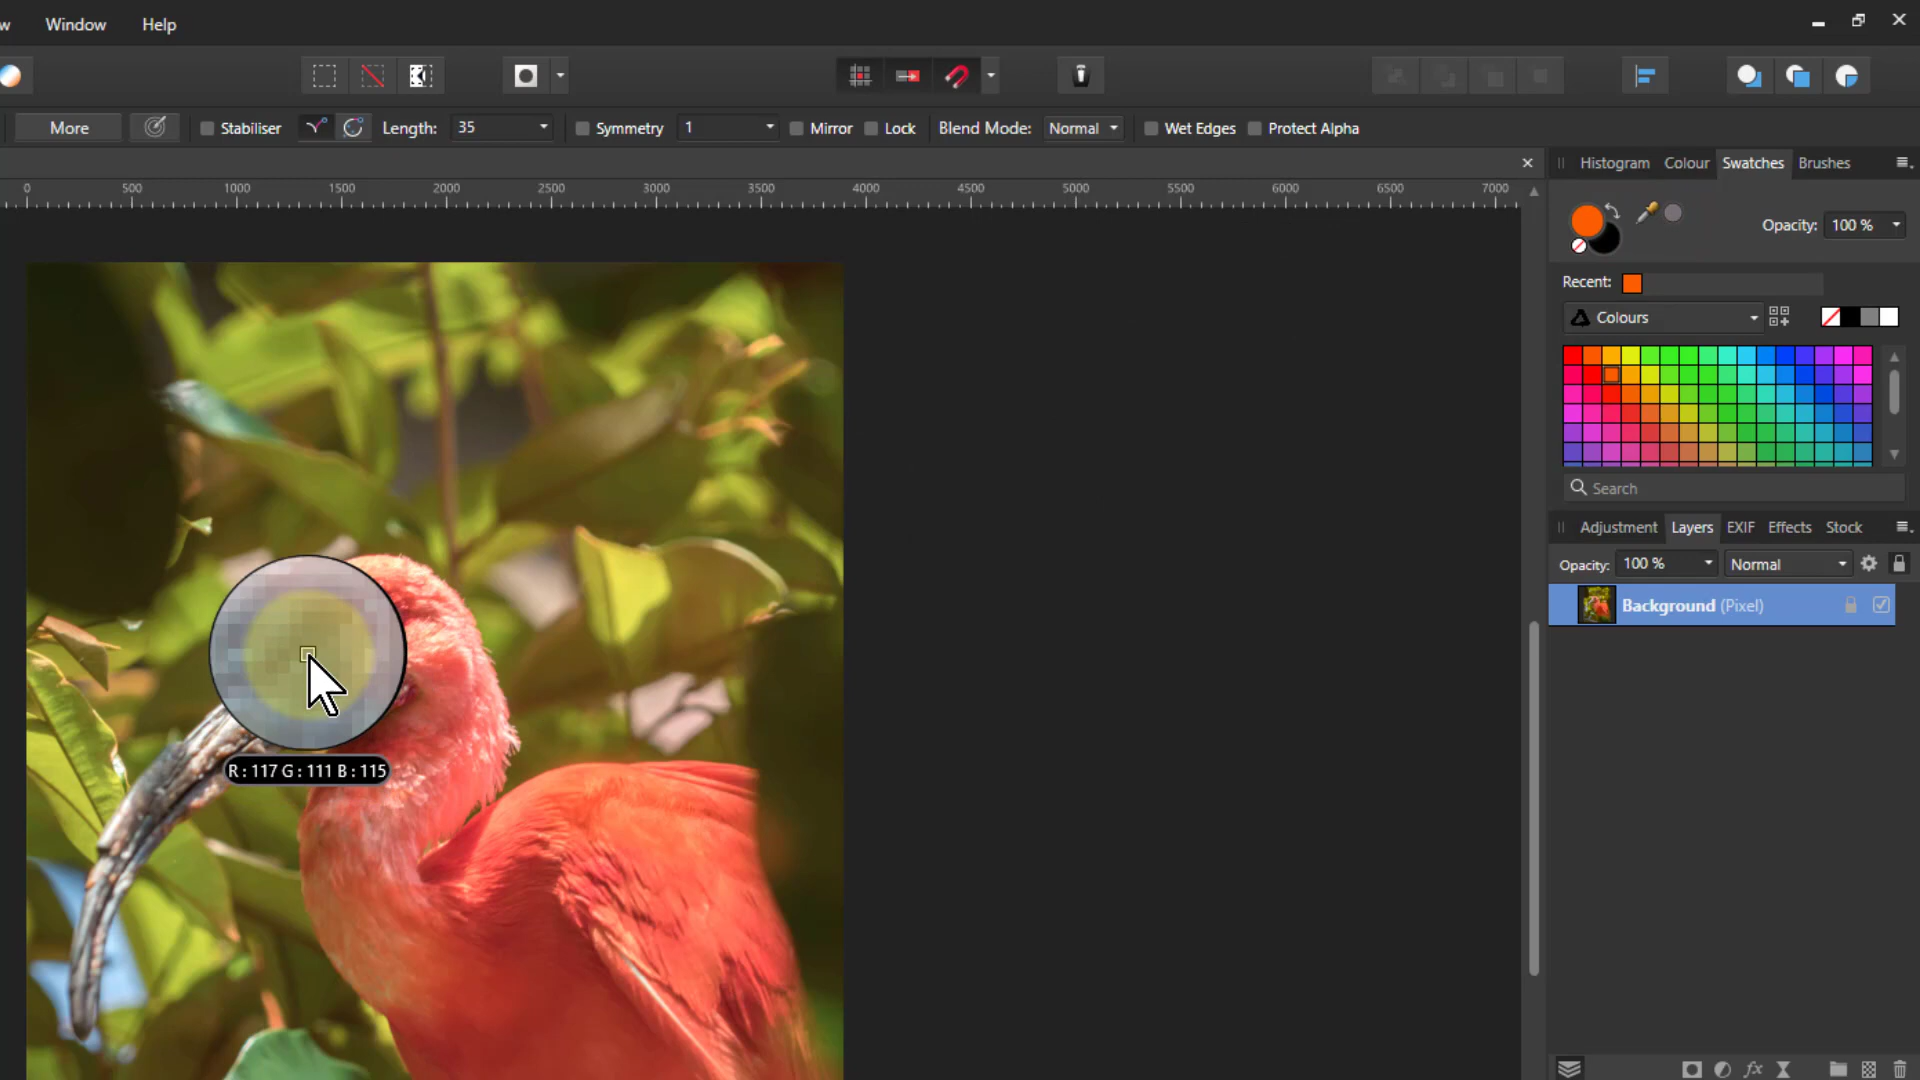 w Window Help
More Stabiliser Length: 35 Symmetry 1 Mirror Lock Blend Mode: Normal Wet Edges Protect Alpha
Histogram Colour Swatches Brushes
0 500 1000 1500 2000 2500 3000 3500 4000 4500 5000 5500 6000 6500 7000
Opacity: 100 %
Recent:
Colours
Search
Adjustment Layers EXIF Effects Stock
Opacity: 100 % Normal
Background (Pixel)
R : 117 G : 111 B : 115
fx